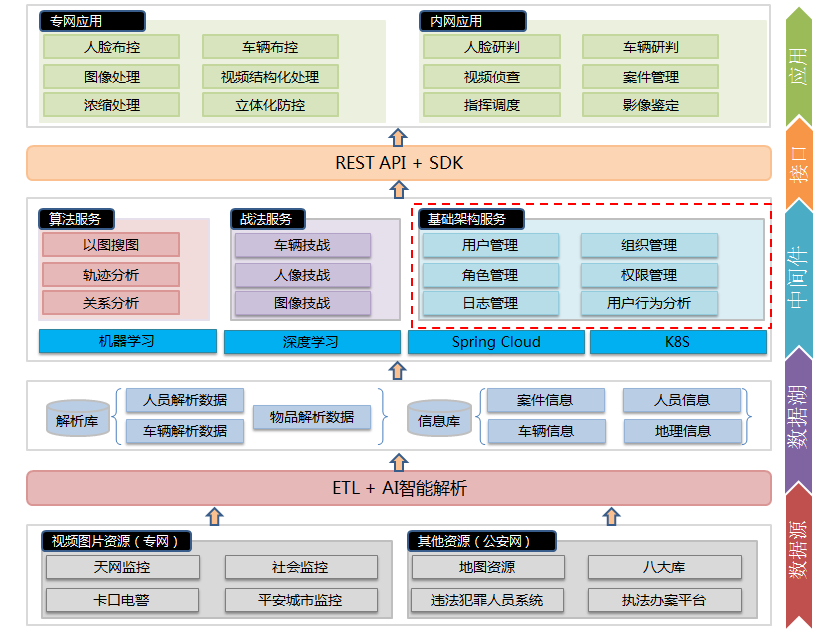 专网应用
人脸布控
车辆布控
图像处理
视频结构化处理
浓缩处理
立体化防控
内网应用
人脸研判
车辆研判
视频侦查
案件管理
指挥调度
影像鉴定
应用
REST API + SDK
接口
算法服务
以图搜图
轨迹分析
关系分析
战法服务
车辆技战
人像技战
图像技战
基础架构服务
用户管理
组织管理
角色管理
权限管理
日志管理
用户行为分析
机器学习
深度学习
Spring Cloud
K8S
中间件
解析库
人员解析数据
车辆解析数据
物品解析数据
信息库
案件信息
人员信息
车辆信息
地理信息
数据湖
ETL + AI智能解析
视频图片资源（专网）
天网监控
社会监控
卡口电警
平安城市监控
其他资源（公安网）
地图资源
八大库
违法犯罪人员系统
执法办案平台
数据源